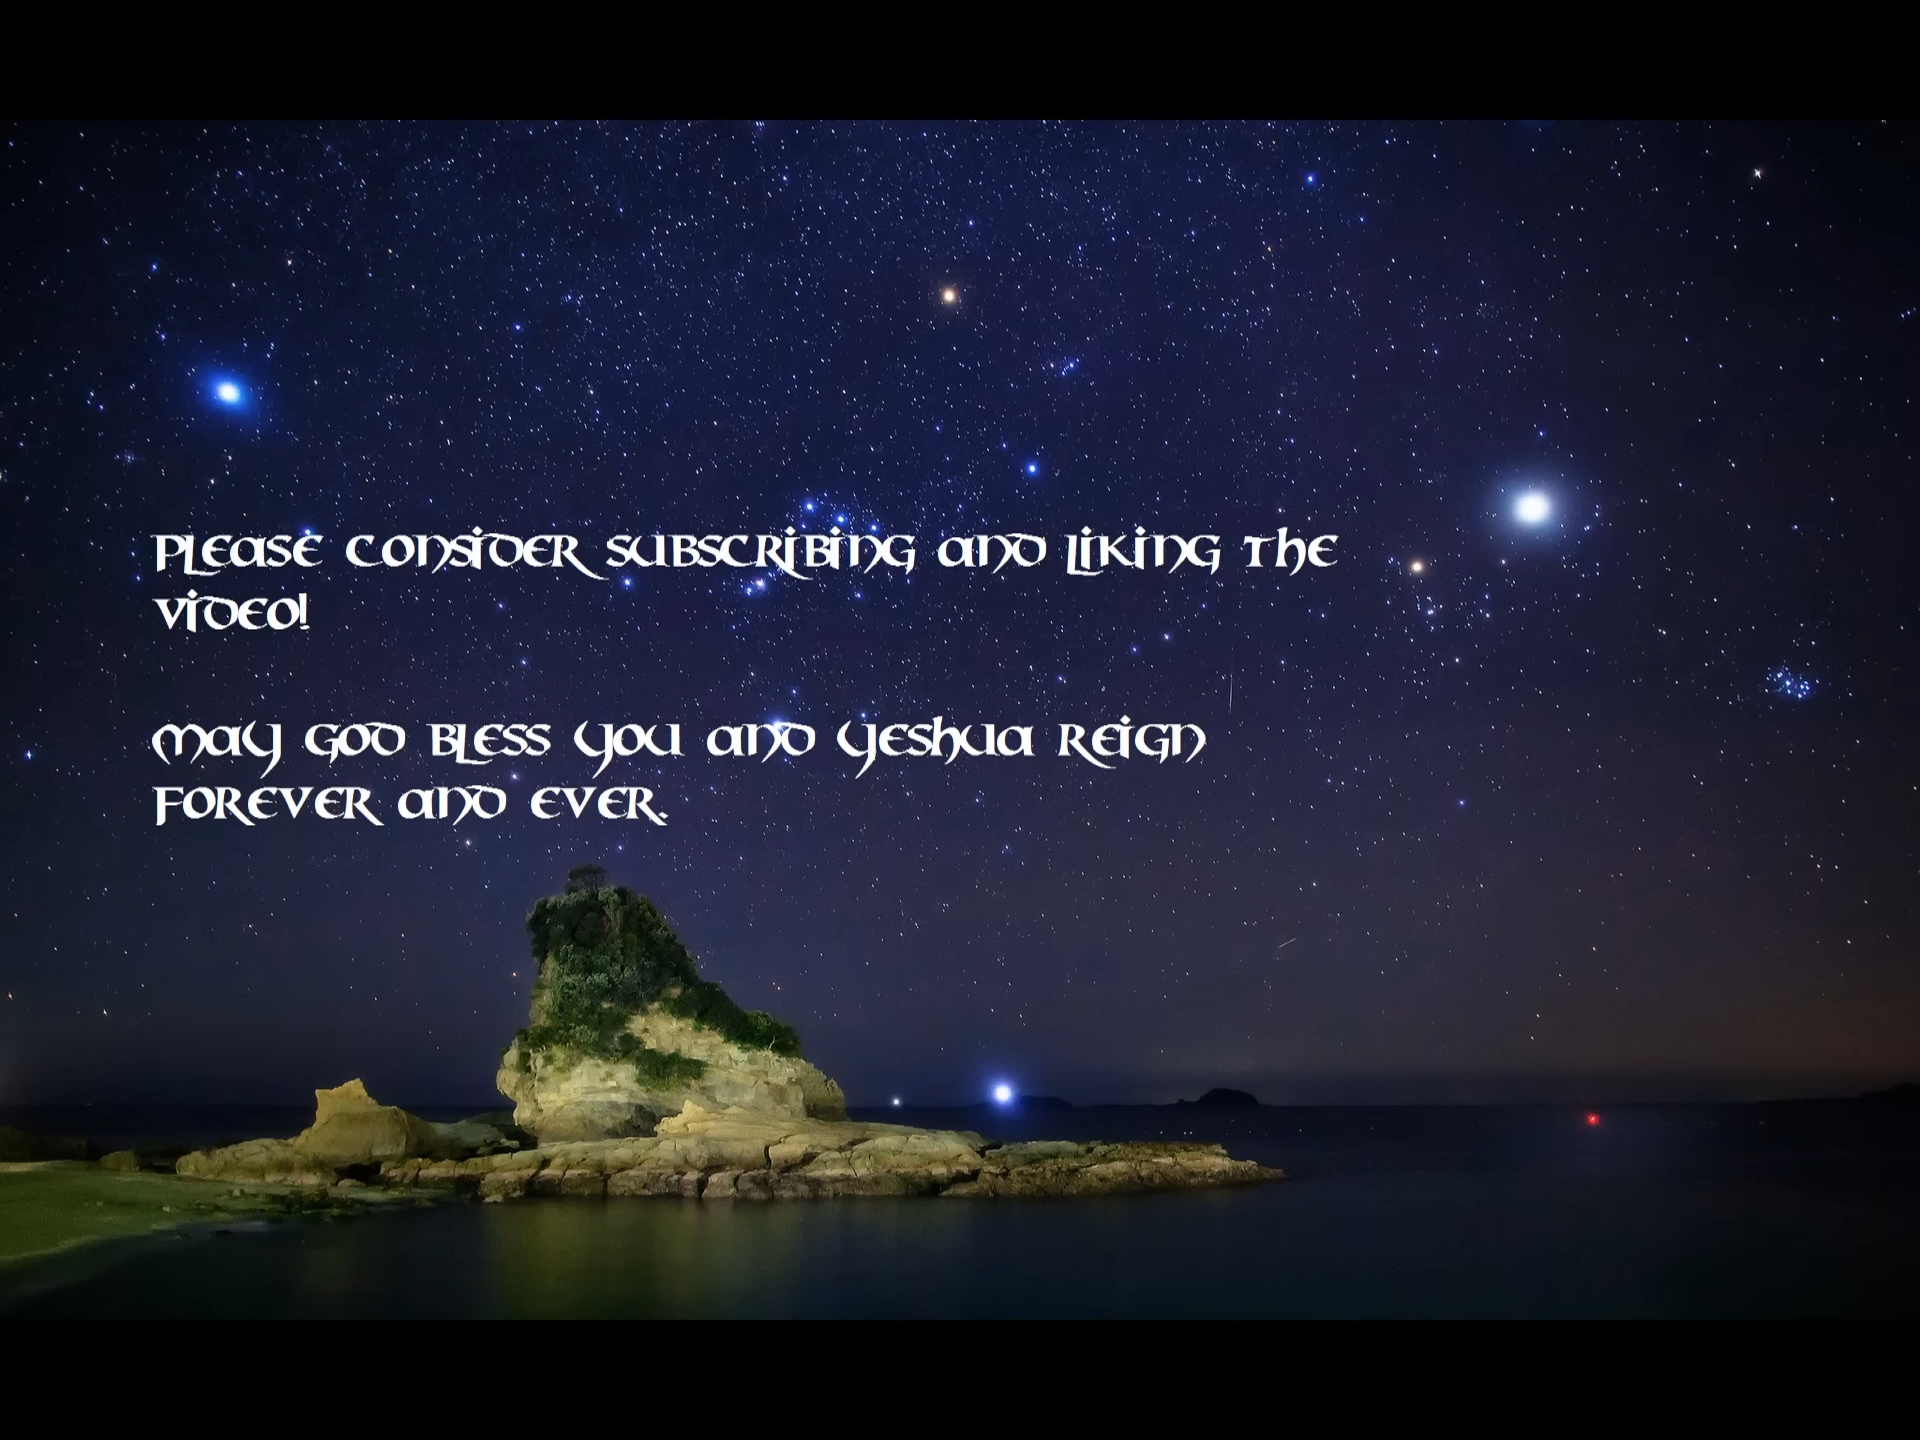 Please consider subscribing and liking the
video!
May God bless you and Yeshua reign
forever and ever.